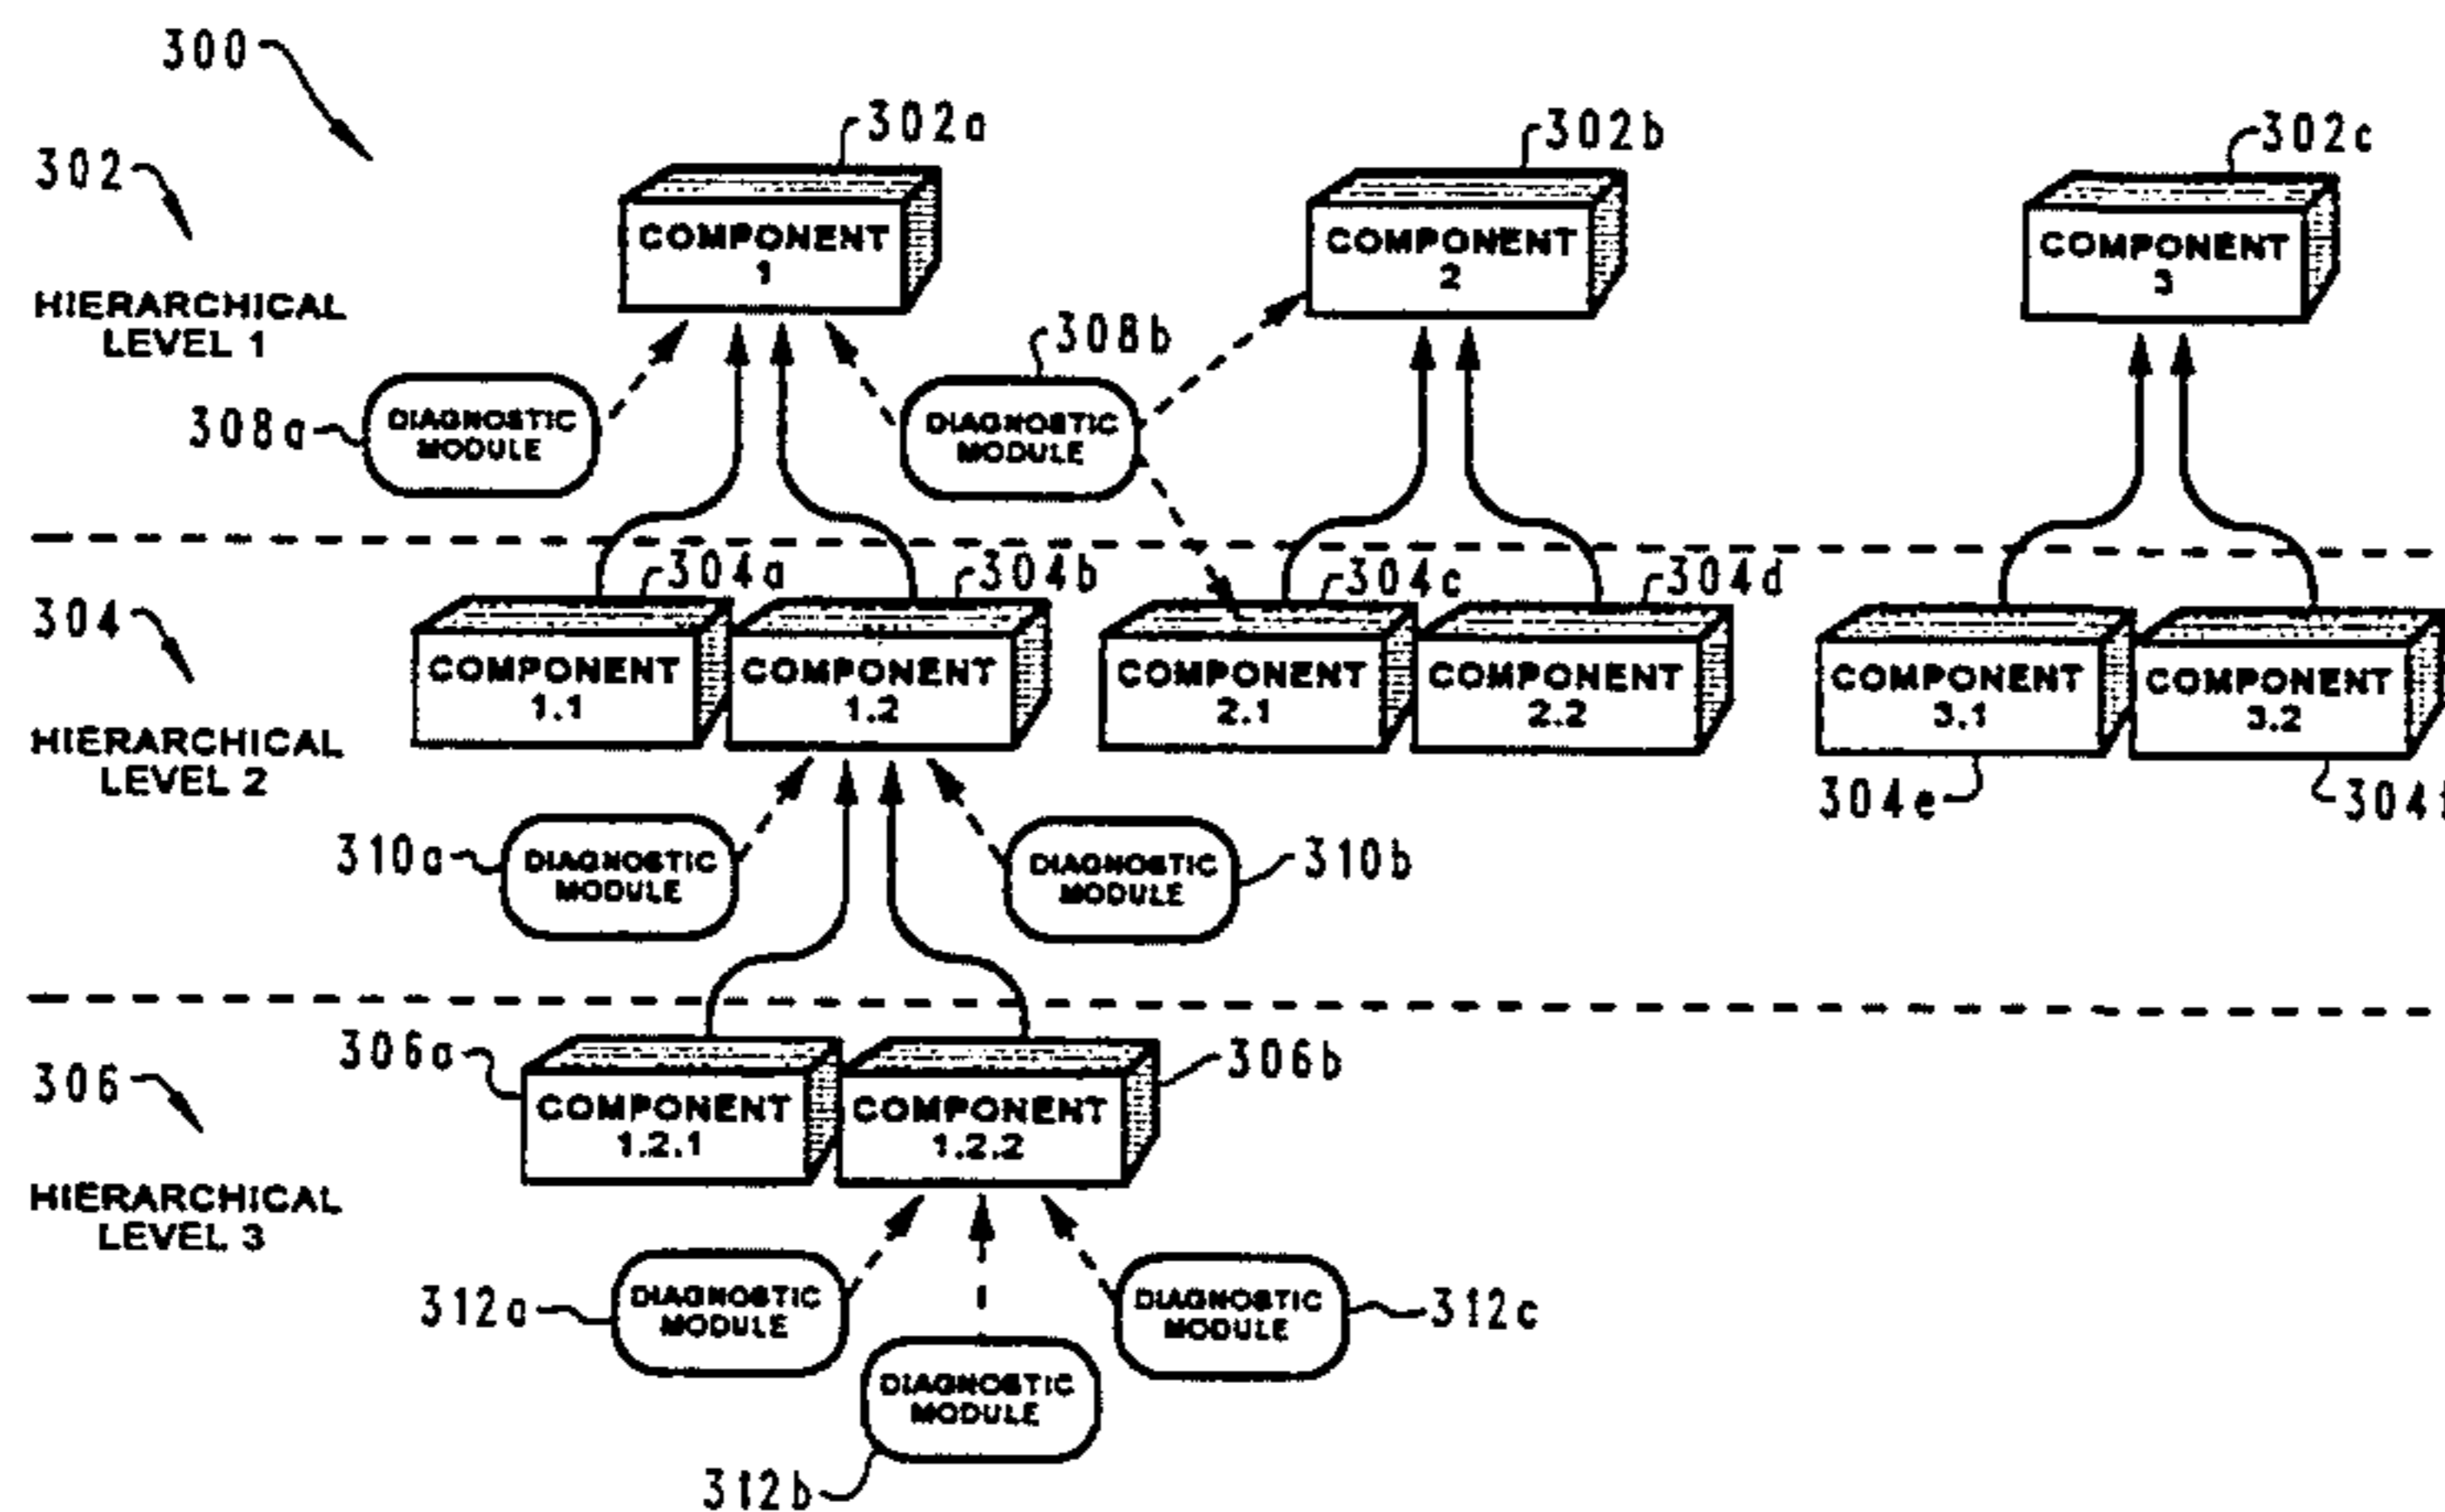 300
302
302a
302b
302c
COMPONENT
1
COMPONENT
2
COMPONENT
3
HIERARCHICAL
LEVEL 1
308a
DIAGNOSTIC
MODULE
308b
DIAGNOSTIC
MODULE
304
304a
304b
304c
304d
COMPONENT
1.1
COMPONENT
1.2
COMPONENT
2.1
COMPONENT
2.2
COMPONENT
3.1
COMPONENT
3.2
304e
304f
HIERARCHICAL
LEVEL 2
310a
DIAGNOSTIC
MODULE
DIAGNOSTIC
MODULE
310b
306
306a
306b
COMPONENT
1.2.1
COMPONENT
1.2.2
HIERARCHICAL
LEVEL 3
312a
DIAGNOSTIC
MODULE
DIAGNOSTIC
MODULE
312c
DIAGNOSTIC
MODULE
312b